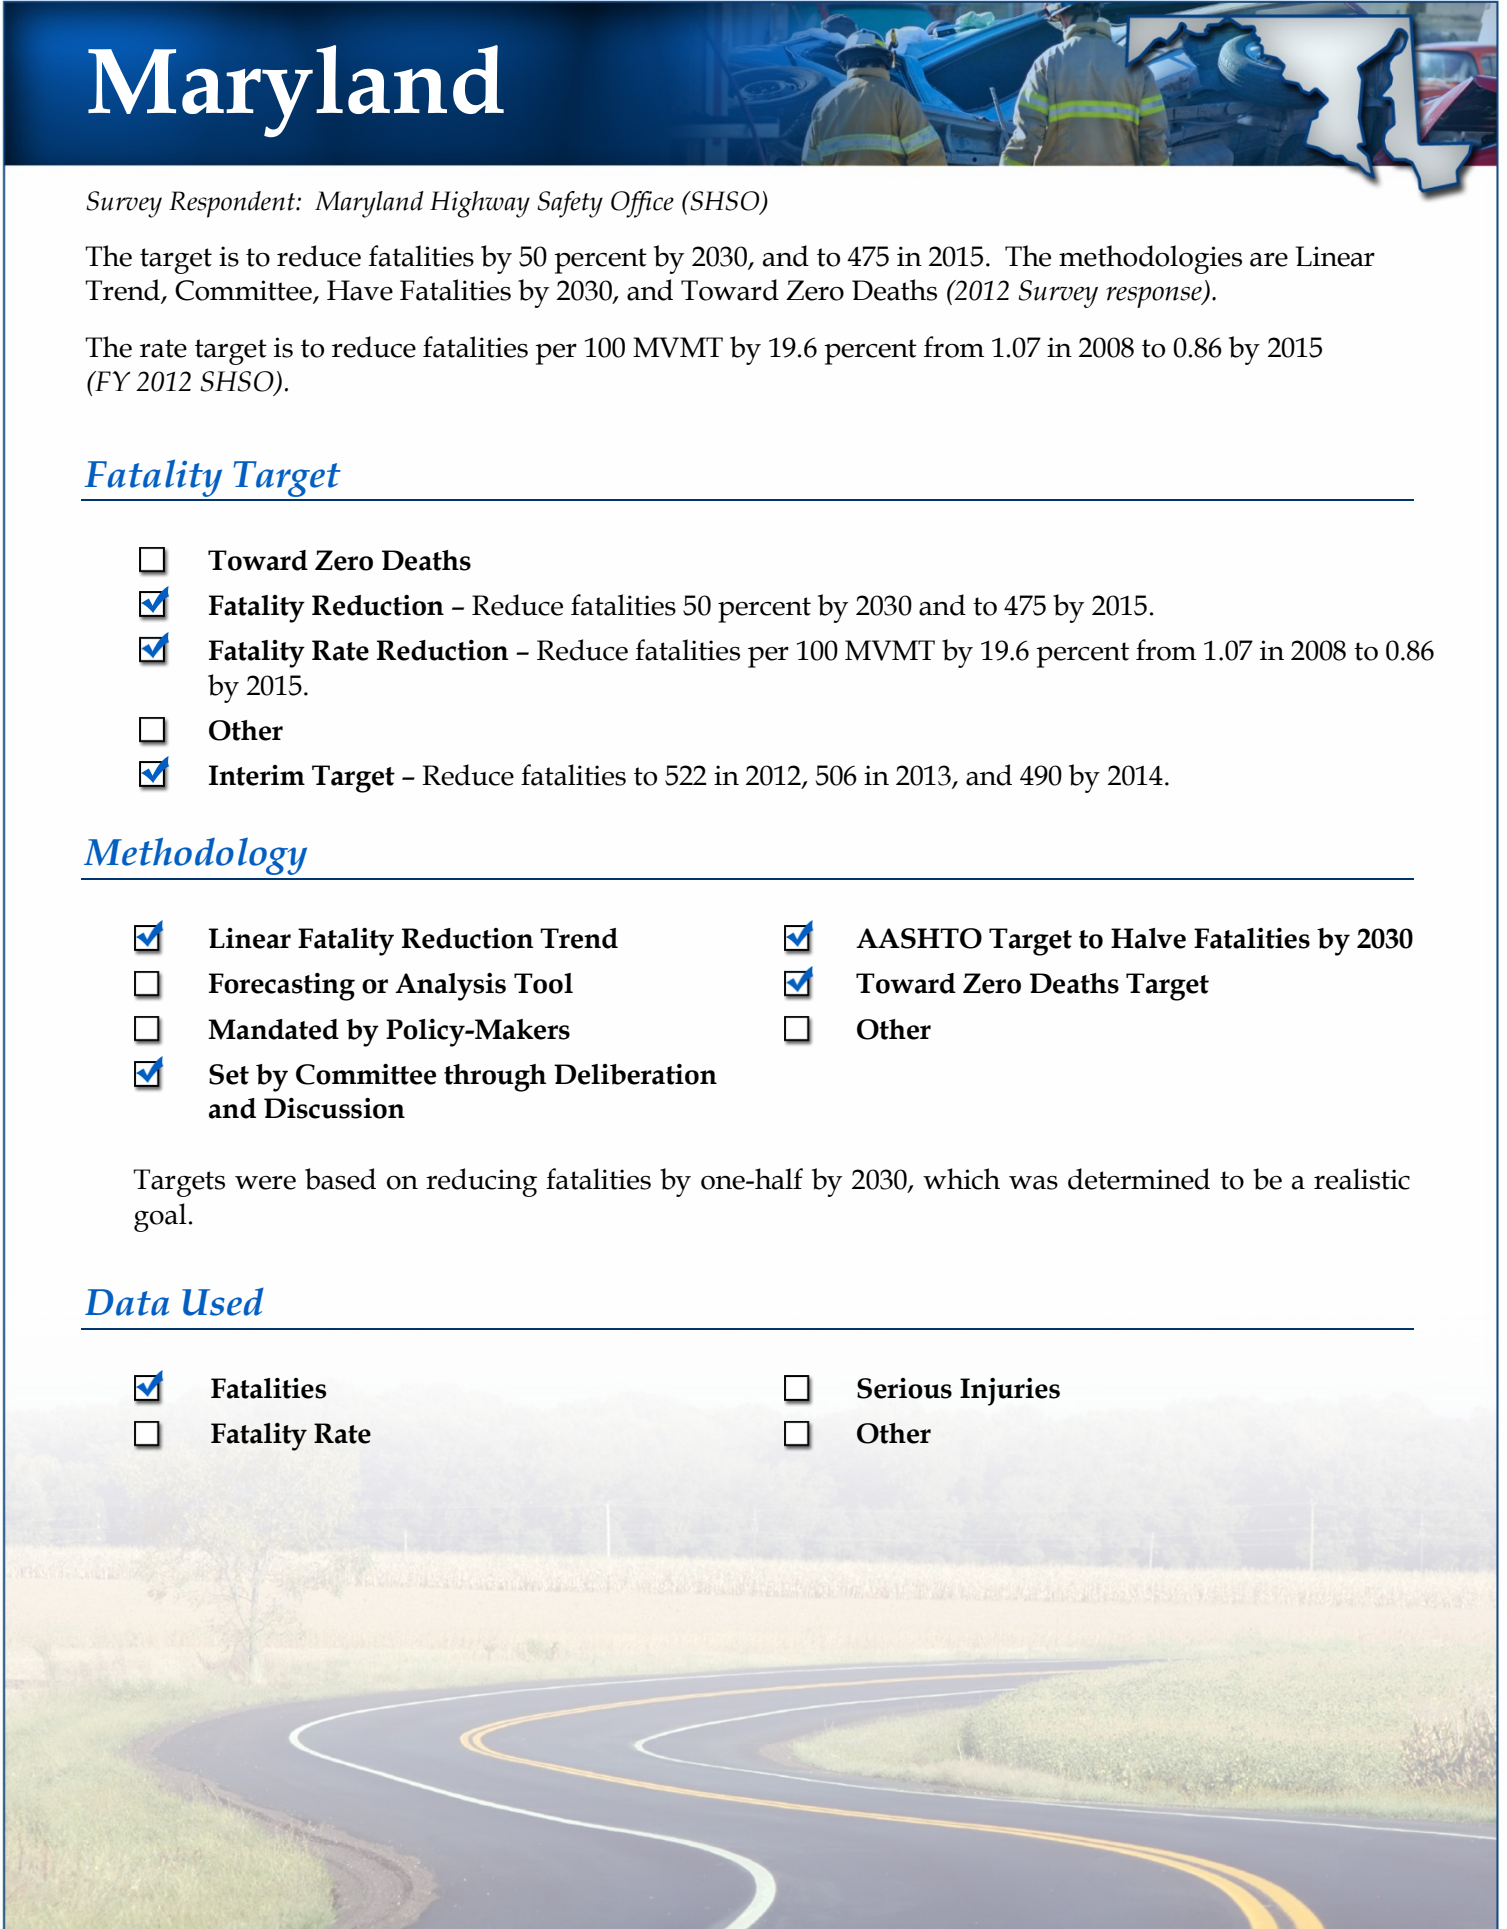 Maryland
Survey Respondent: Maryland Highway Safety Office (SHSO)
The target is to reduce fatalities by 50 percent by 2030, and to 475 in 2015. The methodologies are Linear
Trend, Committee, Have Fatalities by 2030, and Toward Zero Deaths (2012 Survey response).
The rate target is to reduce fatalities per 100 MVMT by 19.6 percent from 1.07 in 2008 to 0.86 by 2015
(FY 2012 SHSO).
Fatality Target
Toward Zero Deaths
Fatality Reduction – Reduce fatalities 50 percent by 2030 and to 475 by 2015.
Fatality Rate Reduction – Reduce fatalities per 100 MVMT by 19.6 percent from 1.07 in 2008 to 0.86
by 2015.
Other
Interim Target – Reduce fatalities to 522 in 2012, 506 in 2013, and 490 by 2014.
Methodology
Linear Fatality Reduction Trend
Forecasting or Analysis Tool
Mandated by Policy-Makers
Set by Committee through Deliberation
and Discussion
AASHTO Target to Halve Fatalities by 2030
Toward Zero Deaths Target
Other
Targets were based on reducing fatalities by one-half by 2030, which was determined to be a realistic
goal.
Data Used
Fatalities
Fatality Rate
Serious Injuries
Other